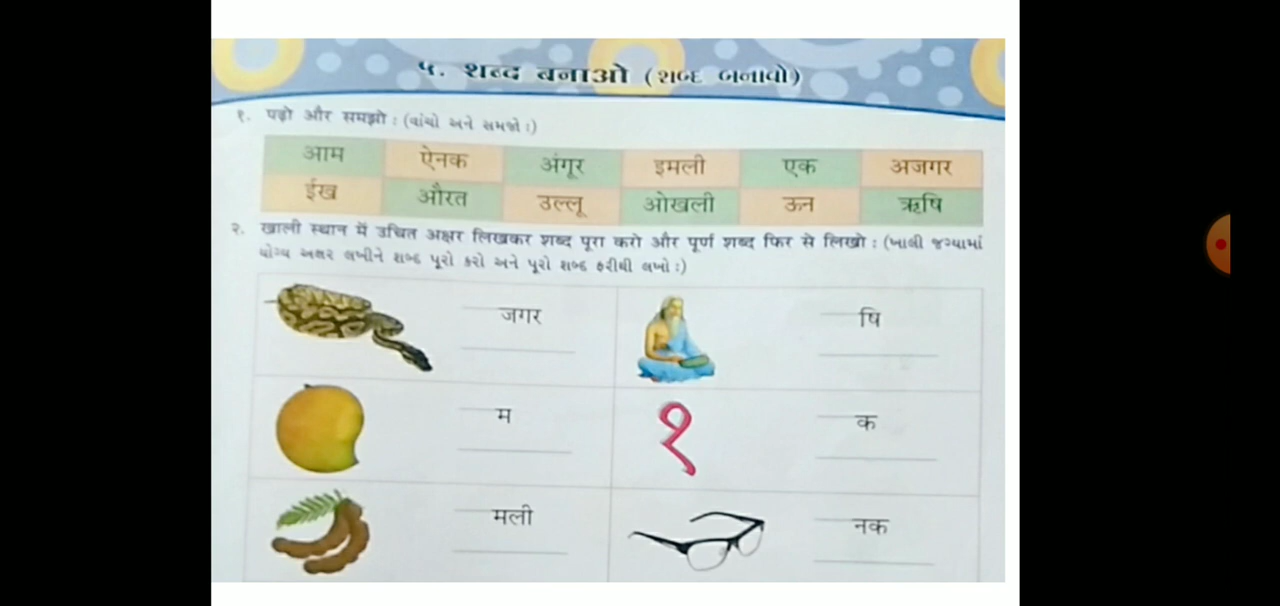 ५. शब्द बनाओ (શબ્દ બનાવો)
१. पढ़ो और समझो : (વાંચો અને સમજો :)
आम ऐनक अंगूर इमली एक अजगर
ईख औरत उल्लू ओखली ऊन ऋषि
२. खाली स्थान में उचित अक्षर लिखकर शब्द पूरा करो और पूर्ण शब्द फिर से लिखो : (ખાલી જગ્યામાં
યોગ્ય અક્ષર લખીને શબ્દ પૂરો કરો અને પૂરો શબ્દ ફરીથી લખો :)
जगर षि
म १ क
मली नक